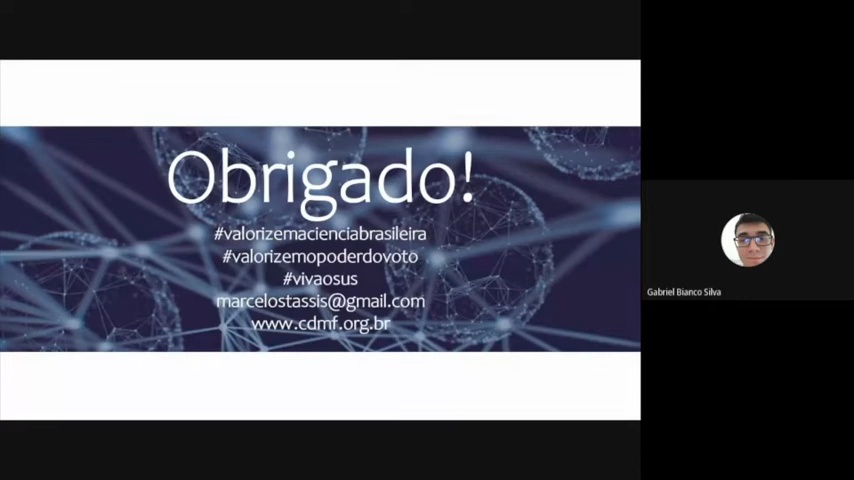 Obrigado!
#valorizemacienciabrasileira
#valorizemopoderdovoto
#vivaosus
marcelostassis@gmail.com
www.cdmf.org.br
Gabriel Bianco Silva